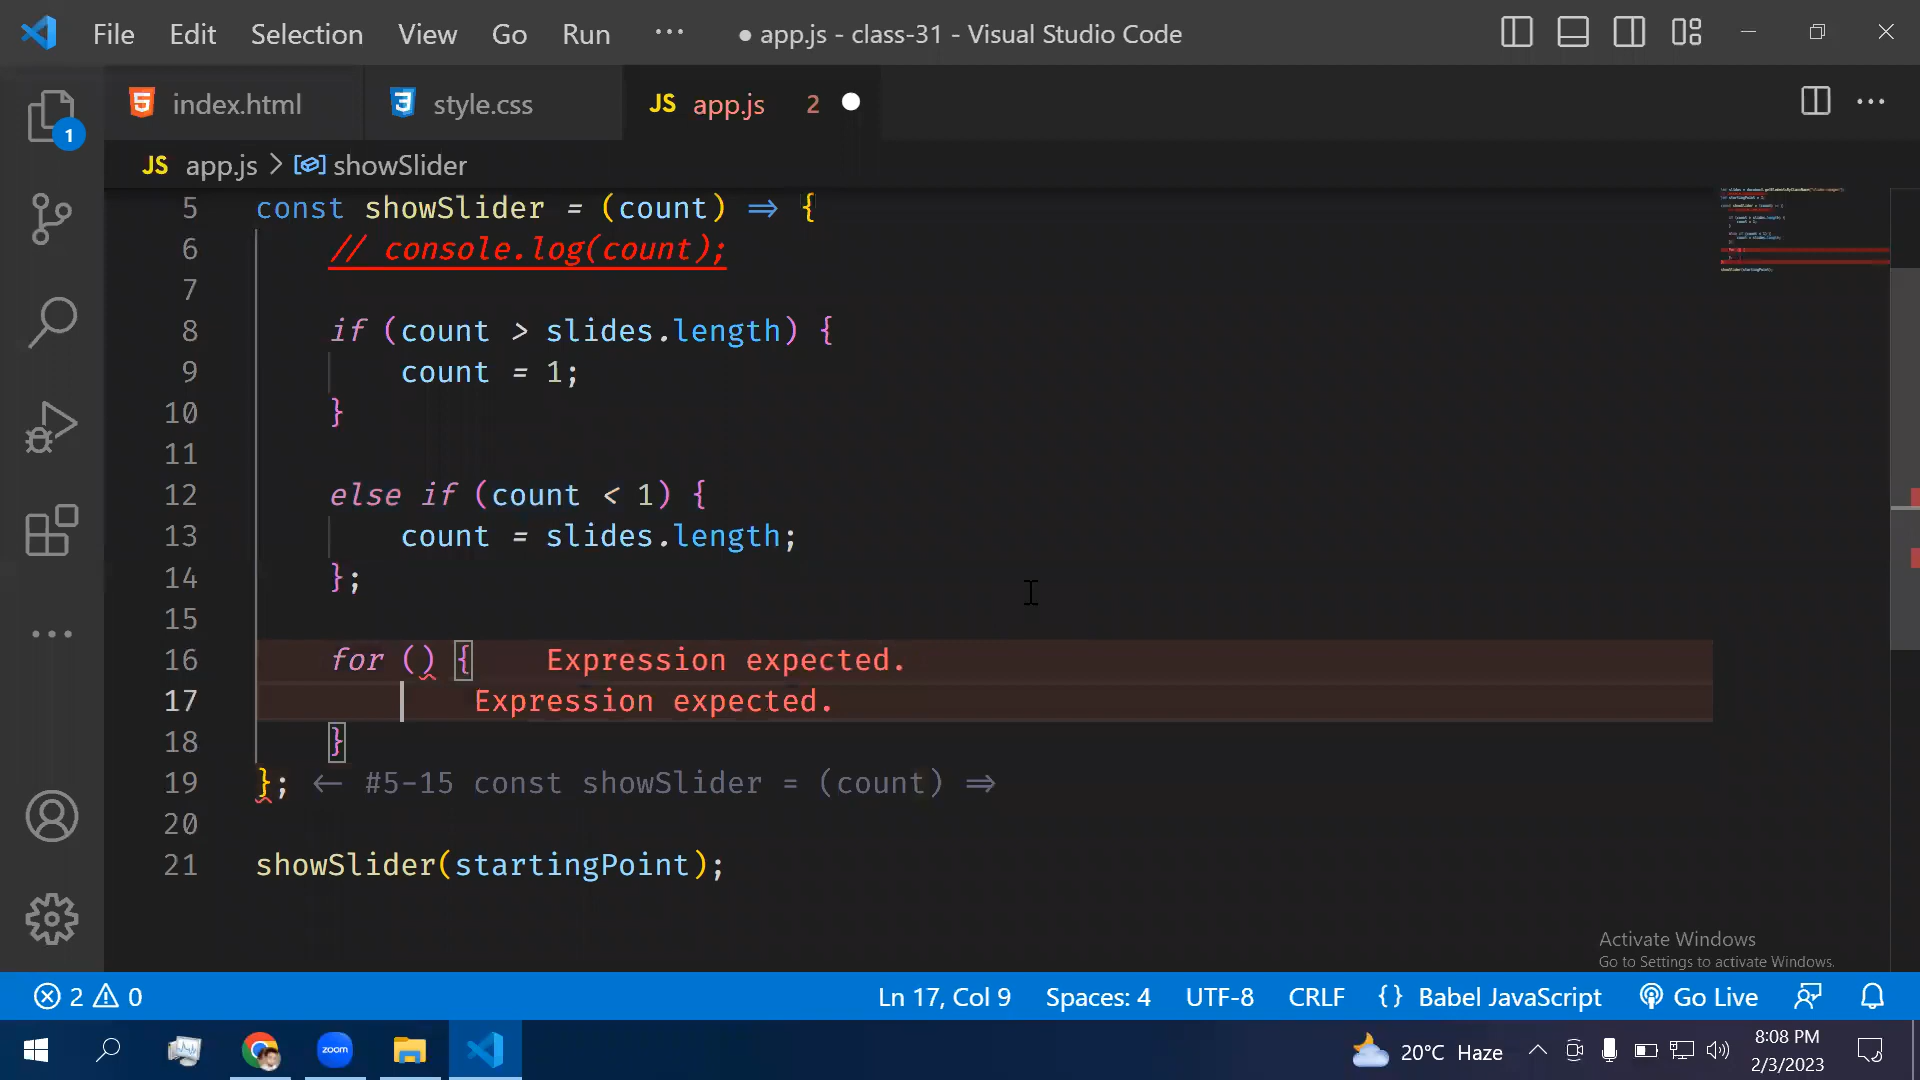 File Edit Selection View Go Run ··· ● app.js - class-31 - Visual Studio Code
index.html style.css JS app.js 2
JS app.js > showSlider
5 const showSlider = (count) => {
6 // console.log(count);
7
8 if (count > slides.length) {
9 count = 1;
10 }
11
12 else if (count < 1) {
13 count = slides.length;
14 };
15
16 for () { Expression expected.
17 Expression expected.
18 }
19 }; <- #5-15 const showSlider = (count) =>
20
21 showSlider(startingPoint);
1
Activate Windows
Go to Settings to activate Windows.
2 0 Ln 17, Col 9 Spaces: 4 UTF-8 CRLF {} Babel JavaScript Go Live
zoom 20°C Haze 8:08 PM
2/3/2023